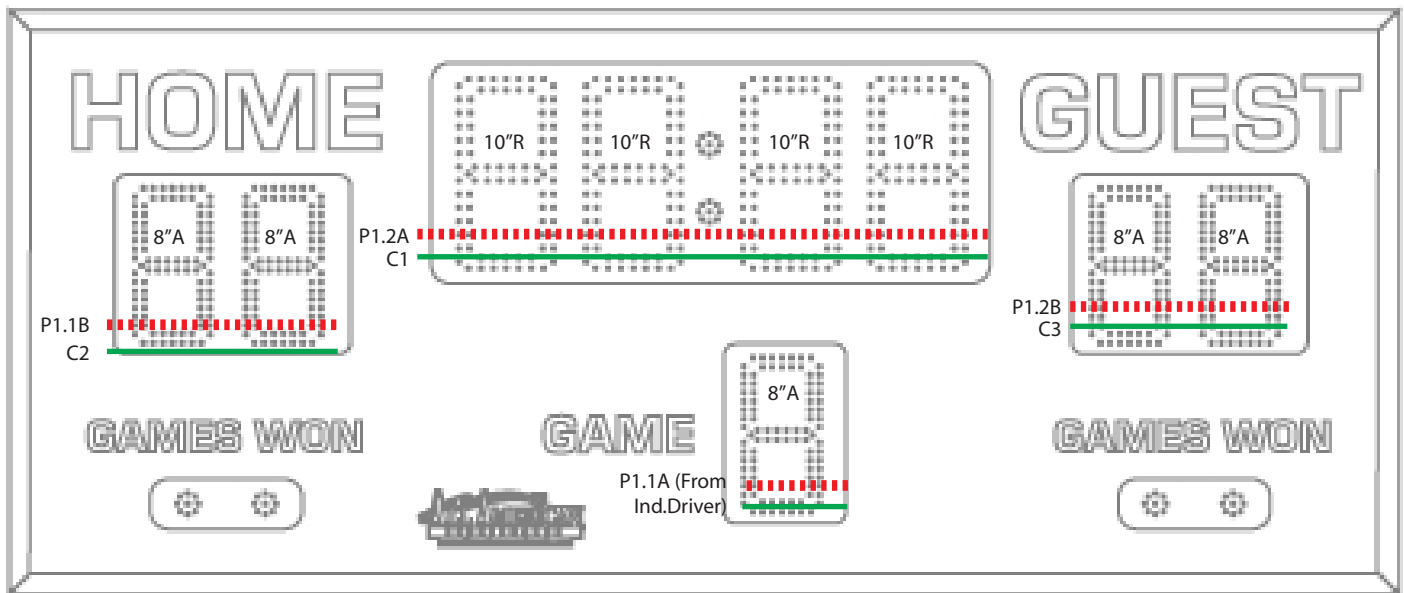 HOME
GUEST
10”R
10”R
10”R
10”R
8”A
8”A
P1.2A
C1
8”A
8”A
P1.1B
C2
P1.2B
C3
8”A
GAMES WON
GAME
GAMES WON
P1.1A (From
Ind.Driver)